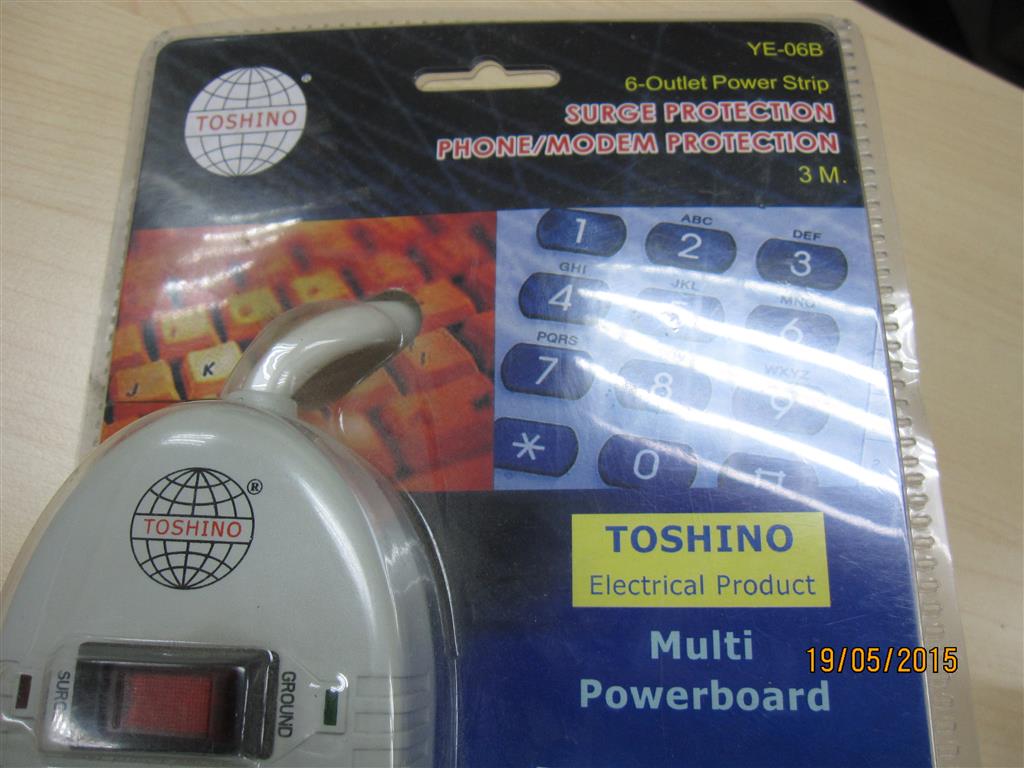 YE-06B
6-Outlet Power Strip
SURGE PROTECTION
PHONE/MODEM PROTECTION
3 M.
TOSHINO
1
ABC
2
DEF
3
GHI
4
JKL
MNO
6
PQRS
7
8
WXYZ
9
*
0
J
K
I
TOSHINO ®
TOSHINO
Electrical Product
Multi
Powerboard
GROUND
19/05/2015